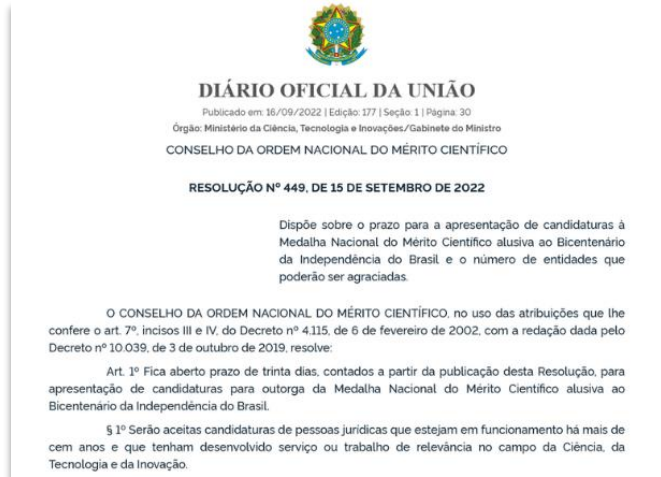 DIÁRIO OFICIAL DA UNIÃO
Publicado em: 16/09/2022 | Edição: 177 | Seção: 1 | Página: 30
Órgão: Ministério da Ciência, Tecnologia e Inovações/Gabinete do Ministro
CONSELHO DA ORDEM NACIONAL DO MÉRITO CIENTÍFICO
RESOLUÇÃO Nº 449, DE 15 DE SETEMBRO DE 2022
Dispõe sobre o prazo para a apresentação de candidaturas à
Medalha Nacional do Mérito Científico alusiva ao Bicentenário
da Independência do Brasil e o número de entidades que
poderão ser agraciadas.
O CONSELHO DA ORDEM NACIONAL DO MÉRITO CIENTÍFICO, no uso das atribuições que lhe
confere o art. 7º, incisos III e IV, do Decreto nº 4.115, de 6 de fevereiro de 2002, com a redação dada pelo
Decreto nº 10.039, de 3 de outubro de 2019, resolve:
Art. 1º Fica aberto prazo de trinta dias, contados a partir da publicação desta Resolução, para
apresentação de candidaturas para outorga da Medalha Nacional do Mérito Científico alusiva ao
Bicentenário da Independência do Brasil.
§ 1º Serão aceitas candidaturas de pessoas jurídicas que estejam em funcionamento há mais de
cem anos e que tenham desenvolvido serviço ou trabalho de relevância no campo da Ciência, da
Tecnologia e da Inovação.